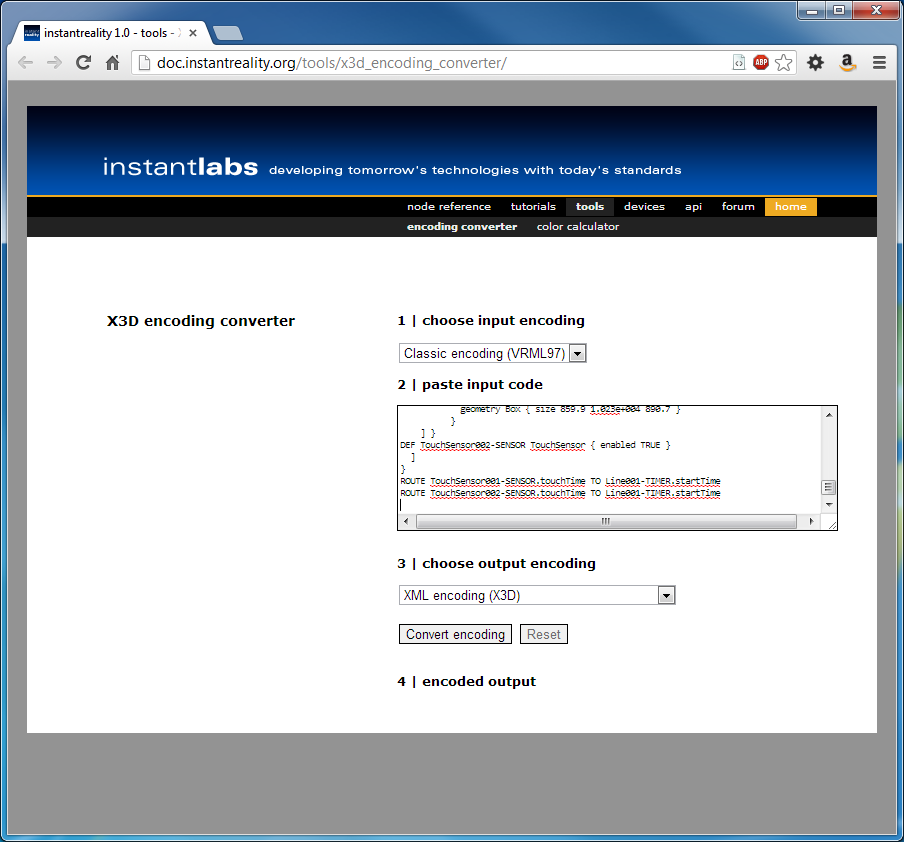 instantreality 1.0 - tools -
doc.instantreality.org/tools/x3d_encoding_converter/
ABP
a
instantlabs developing tomorrow's technologies with today's standards
node reference tutorials tools devices api forum home
encoding converter color calculator
X3D encoding converter
1 | choose input encoding
Classic encoding (VRML97)
2 | paste input code
geometry Box { size 859.9 1.023e+004 890.7 }
}
] }
DEF TouchSensor002-SENSOR TouchSensor { enabled TRUE }
]
}
ROUTE TouchSensor001-SENSOR.touchTime TO Line001-TIMER.startTime
ROUTE TouchSensor002-SENSOR.touchTime TO Line001-TIMER.startTime
3 | choose output encoding
XML encoding (X3D)
Convert encoding Reset
4 | encoded output